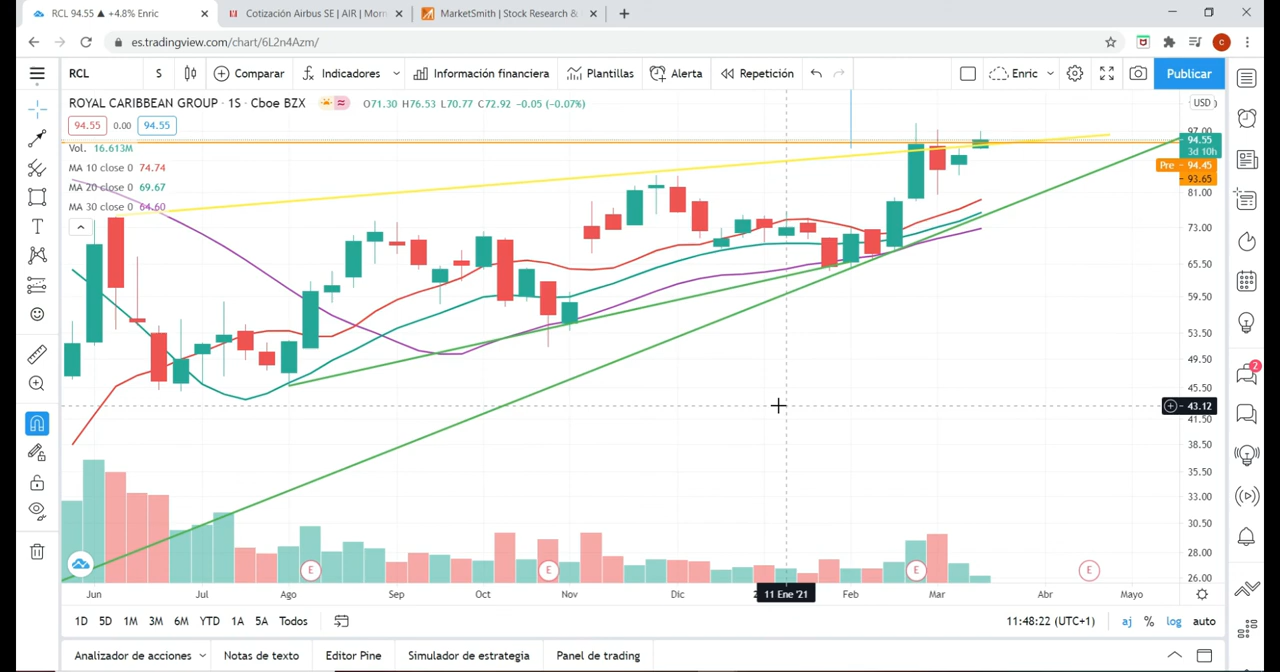 RCL 94.55 ▲ +4.8% Enric
Cotización Airbus SE | AIR | Morn
MarketSmith | Stock Research &
es.tradingview.com/chart/6L2n4Azm/
RCL S Comparar Indicadores Información financiera Plantillas Alerta Repetición Enric Publicar
ROYAL CARIBBEAN GROUP · 1S · Cboe BZX O71.30 H76.53 L70.77 C72.92 −0.05 (−0.07%)
USD
94.55 0.00 94.55
Vol. 16.613M
MA 10 close 0 74.74
MA 20 close 0 69.67
MA 30 close 0 64.60
97.00
94.55
3d 10h
Pre 94.45
93.65
81.00
73.00
65.50
59.50
53.50
49.50
45.50
43.12
41.50
38.50
35.50
33.00
30.50
28.00
26.00
2
E E E E
Jun Jul Ago Sep Oct Nov Dic 11 Ene '21 Feb Mar Abr Mayo
1D 5D 1M 3M 6M YTD 1A 5A Todos 11:48:22 (UTC+1) aj % log auto
Analizador de acciones Notas de texto Editor Pine Simulador de estrategia Panel de trading